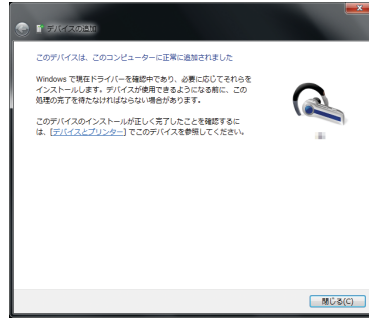 デバイスの追加
このデバイスは、このコンピューターに正常に追加されました
Windows で現在ドライバーを確認中であり、必要に応じてそれらを
インストールします。デバイスが使用できるようになる前に、この
処理の完了を待たなければならない場合があります。
このデバイスのインストールが正しく完了したことを確認するに
は、[デバイスとプリンター] でこのデバイスを参照してください。
閉じる(C)